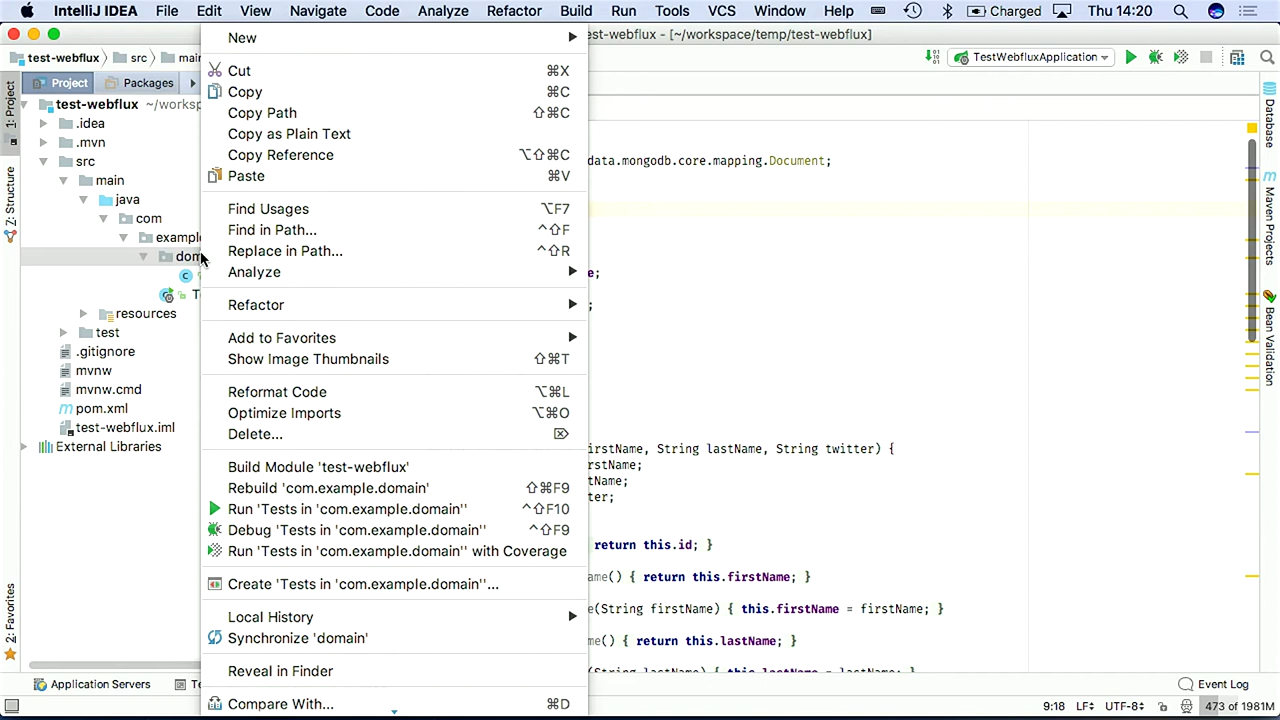 IntelliJ IDEA File Edit View Navigate Code Analyze Refactor Build Run Tools VCS Window Help Charged Thu 14:20
test-webflux - [~/workspace/temp/test-webflux]
test-webflux src main
TestWebfluxApplication
Project Packages
1: Project
Z: Structure
2: Favorites
test-webflux ~/workspa
.idea
.mvn
src
main
java
com
example
dom
resources
test
.gitignore
mvnw
mvnw.cmd
pom.xml
test-webflux.iml
External Libraries
New
Cut ⌘X
Copy ⌘C
Copy Path ⇧⌘C
Copy as Plain Text
Copy Reference ⌥⇧⌘C
Paste ⌘V
Find Usages ⌥F7
Find in Path... ^⇧F
Replace in Path... ^⇧R
Analyze
Refactor
Add to Favorites
Show Image Thumbnails ⇧⌘T
Reformat Code ⌥⌘L
Optimize Imports ⌥⌘O
Delete... ⌦
Build Module 'test-webflux'
Rebuild 'com.example.domain' ⇧⌘F9
Run 'Tests in 'com.example.domain'' ^⇧F10
Debug 'Tests in 'com.example.domain'' ^⇧F9
Run 'Tests in 'com.example.domain'' with Coverage
Create 'Tests in 'com.example.domain''...
Local History
Synchronize 'domain'
Reveal in Finder
Compare With... ⌘D
data.mongodb.core.mapping.Document;
e;
;
irstName, String lastName, String twitter) {
rstName;
tName;
ter;
return this.id; }
ame() { return this.firstName; }
e(String firstName) { this.firstName = firstName; }
me() { return this.lastName; }
(String lastName) { this.lastName = lastName; }
Database
Maven Projects
Bean Validation
Application Servers
Event Log
9:18 LF UTF-8 473 of 1981M